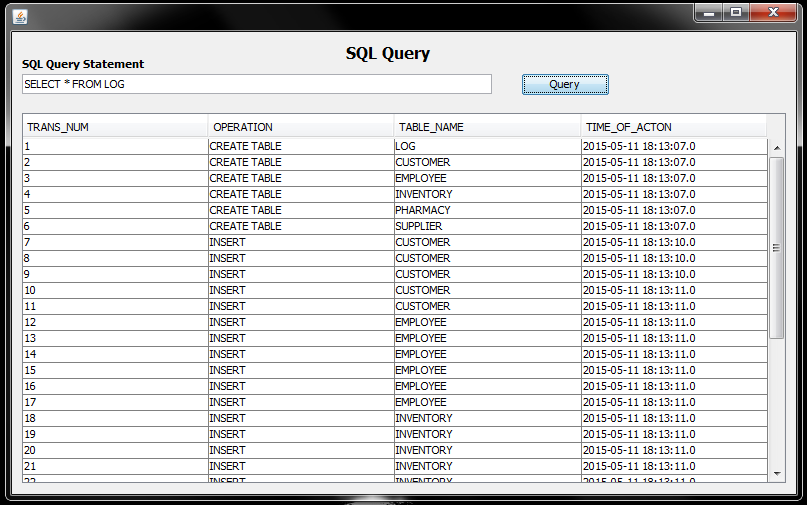 SQL Query
SQL Query Statement
SELECT * FROM LOG
Query
TRANS_NUM OPERATION TABLE_NAME TIME_OF_ACTON
1 CREATE TABLE LOG 2015-05-11 18:13:07.0
2 CREATE TABLE CUSTOMER 2015-05-11 18:13:07.0
3 CREATE TABLE EMPLOYEE 2015-05-11 18:13:07.0
4 CREATE TABLE INVENTORY 2015-05-11 18:13:07.0
5 CREATE TABLE PHARMACY 2015-05-11 18:13:07.0
6 CREATE TABLE SUPPLIER 2015-05-11 18:13:07.0
7 INSERT CUSTOMER 2015-05-11 18:13:10.0
8 INSERT CUSTOMER 2015-05-11 18:13:10.0
9 INSERT CUSTOMER 2015-05-11 18:13:10.0
10 INSERT CUSTOMER 2015-05-11 18:13:11.0
11 INSERT CUSTOMER 2015-05-11 18:13:11.0
12 INSERT EMPLOYEE 2015-05-11 18:13:11.0
13 INSERT EMPLOYEE 2015-05-11 18:13:11.0
14 INSERT EMPLOYEE 2015-05-11 18:13:11.0
15 INSERT EMPLOYEE 2015-05-11 18:13:11.0
16 INSERT EMPLOYEE 2015-05-11 18:13:11.0
17 INSERT EMPLOYEE 2015-05-11 18:13:11.0
18 INSERT INVENTORY 2015-05-11 18:13:11.0
19 INSERT INVENTORY 2015-05-11 18:13:11.0
20 INSERT INVENTORY 2015-05-11 18:13:11.0
21 INSERT INVENTORY 2015-05-11 18:13:11.0
22 INSERT INVENTORY 2015-05-11 18:13:11.0